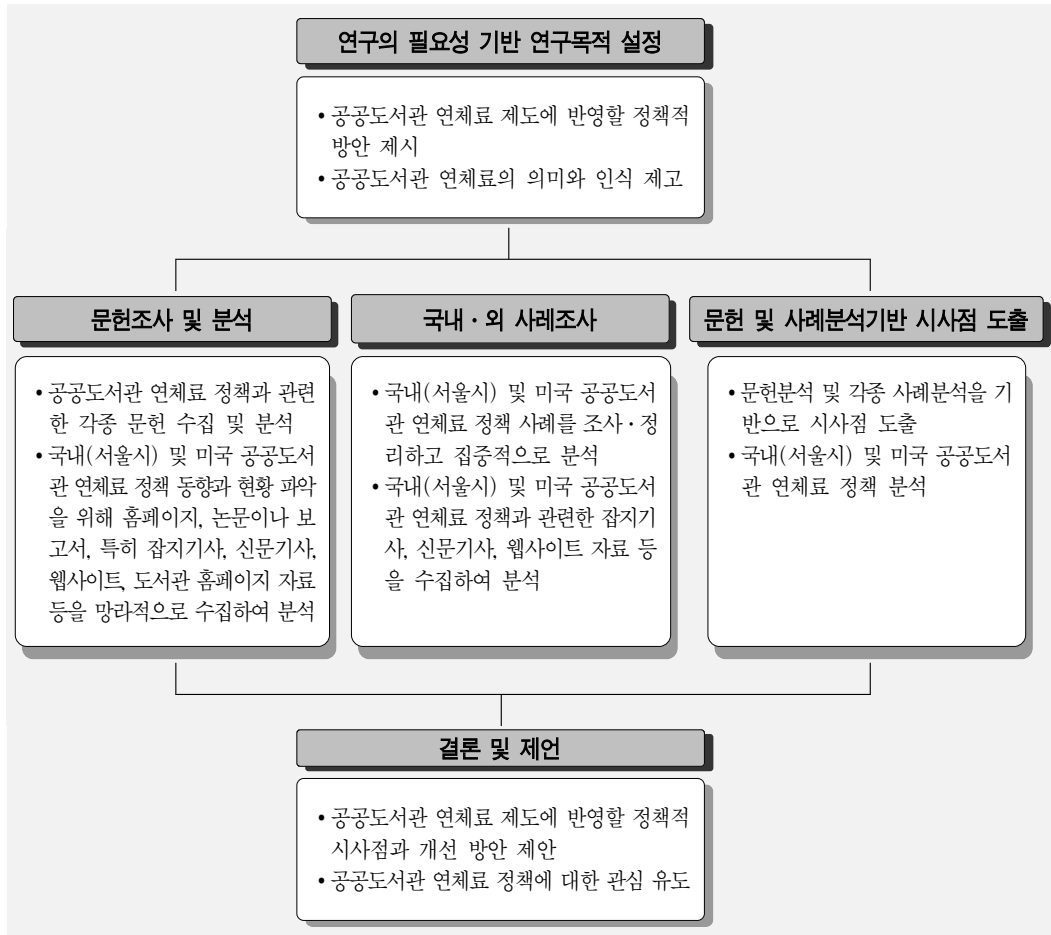 연구의 필요성 기반 연구목적 설정
• 공공도서관 연체료 제도에 반영할 정책적
방안 제시
• 공공도서관 연체료의 의미와 인식 제고
문헌조사 및 분석
• 공공도서관 연체료 정책과 관련
한 각종 문헌 수집 및 분석
• 국내(서울시) 및 미국 공공도서
관 연체료 정책 동향과 현황 파악
을 위해 홈페이지, 논문이나 보
고서, 특히 잡지기사, 신문기사,
웹사이트, 도서관 홈페이지 자료
등을 망라적으로 수집하여 분석
국내 · 외 사레조사
• 국내(서울시) 및 미국 공공도서
관 연체료 정책 사례를 조사 · 정
리하고 집중적으로 분석
• 국내(서울시) 및 미국 공공도서
관 연체료 정책과 관련한 잡지기
사, 신문기사, 웹사이트 자료 등
을 수집하여 분석
문헌 및 사례분석기반 시사점 도출
• 문헌분석 및 각종 사례분석을 기
반으로 시사점 도출
• 국내(서울시) 및 미국 공공도서
관 연체료 정책 분석
결론 및 제언
• 공공도서관 연체료 제도에 반영할 정책적
시사점과 개선 방안 제안
• 공공도서관 연체료 정책에 대한 관심 유도